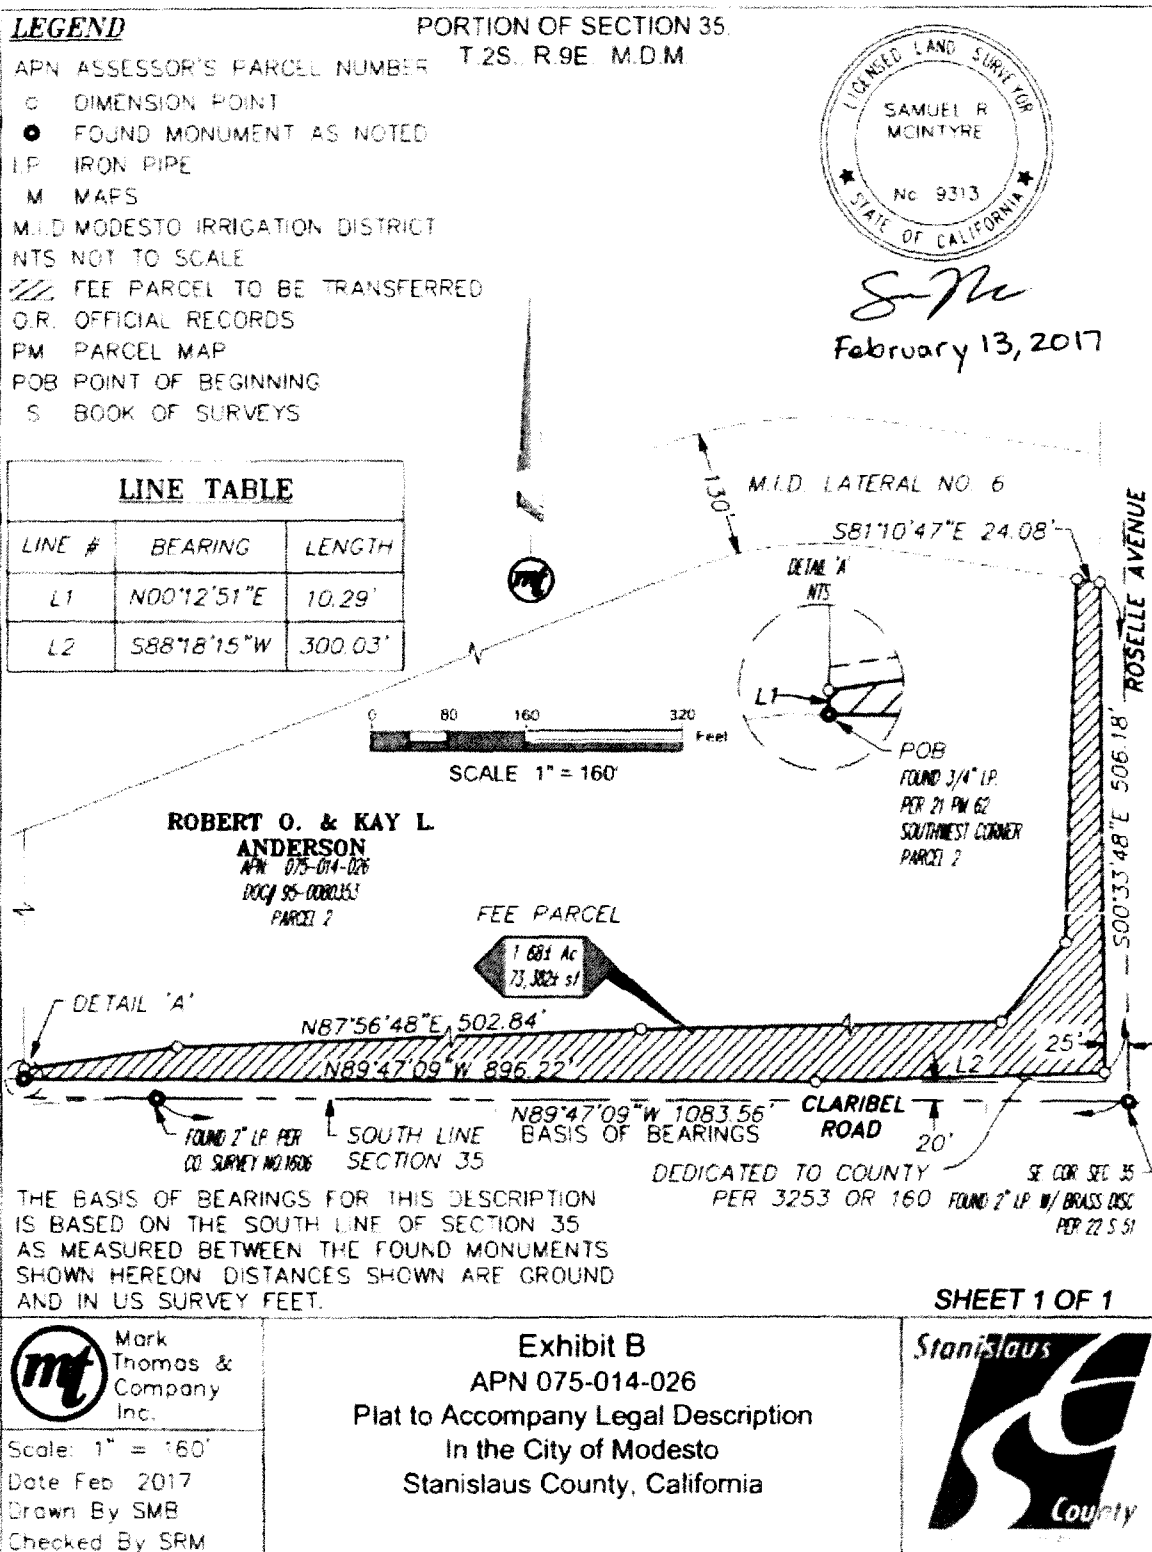 LEGEND
APN ASSESSOR'S PARCEL NUMBER
DIMENSION POINT
FOUND MONUMENT AS NOTED
I.P. IRON PIPE
M MAPS
M.I.D MODESTO IRRIGATION DISTRICT
NTS NOT TO SCALE
FEE PARCEL TO BE TRANSFERRED
O.R. OFFICIAL RECORDS
PM PARCEL MAP
POB POINT OF BEGINNING
S BOOK OF SURVEYS
PORTION OF SECTION 35,
T.2S., R.9E. M.D.M.
LICENSED LAND SURVEYOR
SAMUEL R
MCINTYRE
No 9313
STATE OF CALIFORNIA
February 13, 2017
LINE TABLE
LINE # BEARING LENGTH
L1 N00°12'51"E 10.29'
L2 S88°18'15"W 300.03'
mt
130'
M.I.D. LATERAL NO. 6
S81°10'47"E 24.08'
ROSELLE AVENUE
S00°33'48"E 506.18'
DETAIL 'A'
NTS
L1
POB
FOUND 3/4" I.P.
PER 21 PM 62
SOUTHWEST CORNER
PARCEL 2
0 80 160 320
Feet
SCALE 1" = 160'
ROBERT O. & KAY L.
ANDERSON
APN 075-014-026
DOC# 95-0080353
PARCEL 2
FEE PARCEL
1.68± Ac
73,382± sf
DETAIL 'A'
N87°56'48"E 502.84'
N89°47'09"W 896.22'
L2
25'
N89°47'09"W 1083.56'
BASIS OF BEARINGS
CLARIBEL
ROAD
20'
FOUND 2" I.P. PER
CO. SURVEY NO.1606
SOUTH LINE
SECTION 35
DEDICATED TO COUNTY
PER 3253 OR 160
SE COR SEC 35
FOUND 2" I.P. W/ BRASS DISC
PER 22 S 51
THE BASIS OF BEARINGS FOR THIS DESCRIPTION
IS BASED ON THE SOUTH LINE OF SECTION 35
AS MEASURED BETWEEN THE FOUND MONUMENTS
SHOWN HEREON. DISTANCES SHOWN ARE GROUND
AND IN US SURVEY FEET.
SHEET 1 OF 1
mt
Mark
Thomas &
Company
Inc.
Scale: 1" = 160'
Date Feb 2017
Drawn By SMB
Checked By SRM
Exhibit B
APN 075-014-026
Plat to Accompany Legal Description
In the City of Modesto
Stanislaus County, California
Stanislaus
County